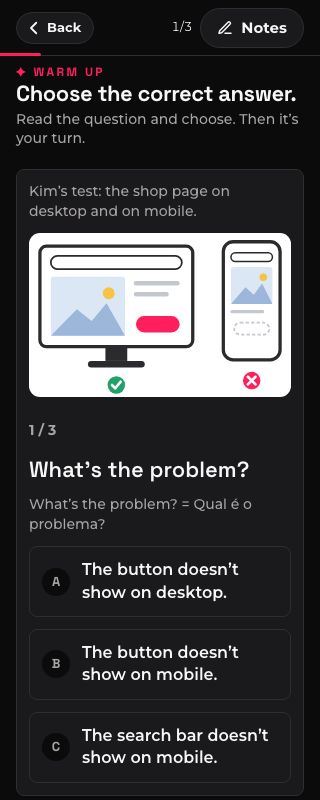 Back
1/3
Notes
WARM UP
Choose the correct answer.
Read the question and choose. Then it’s
your turn.
Kim’s test: the shop page on
desktop and on mobile.
1 / 3
What’s the problem?
What’s the problem? = Qual é o
problema?
A
The button doesn’t
show on desktop.
B
The button doesn’t
show on mobile.
C
The search bar doesn’t
show on mobile.